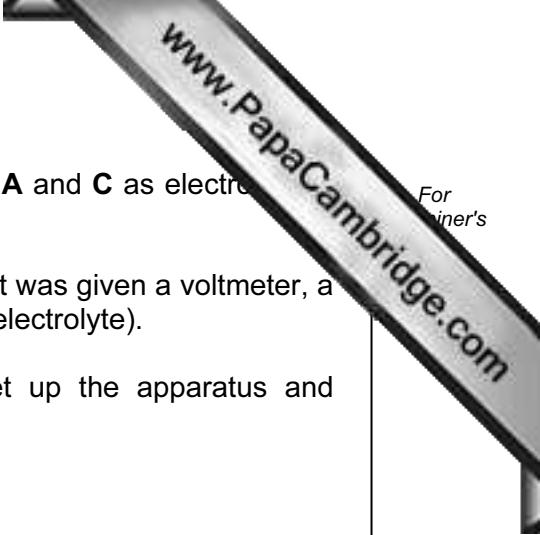 www.PapaCambridge.com
A and C as electro
For
iner's
t was given a voltmeter, a
electrolyte).
et up the apparatus and